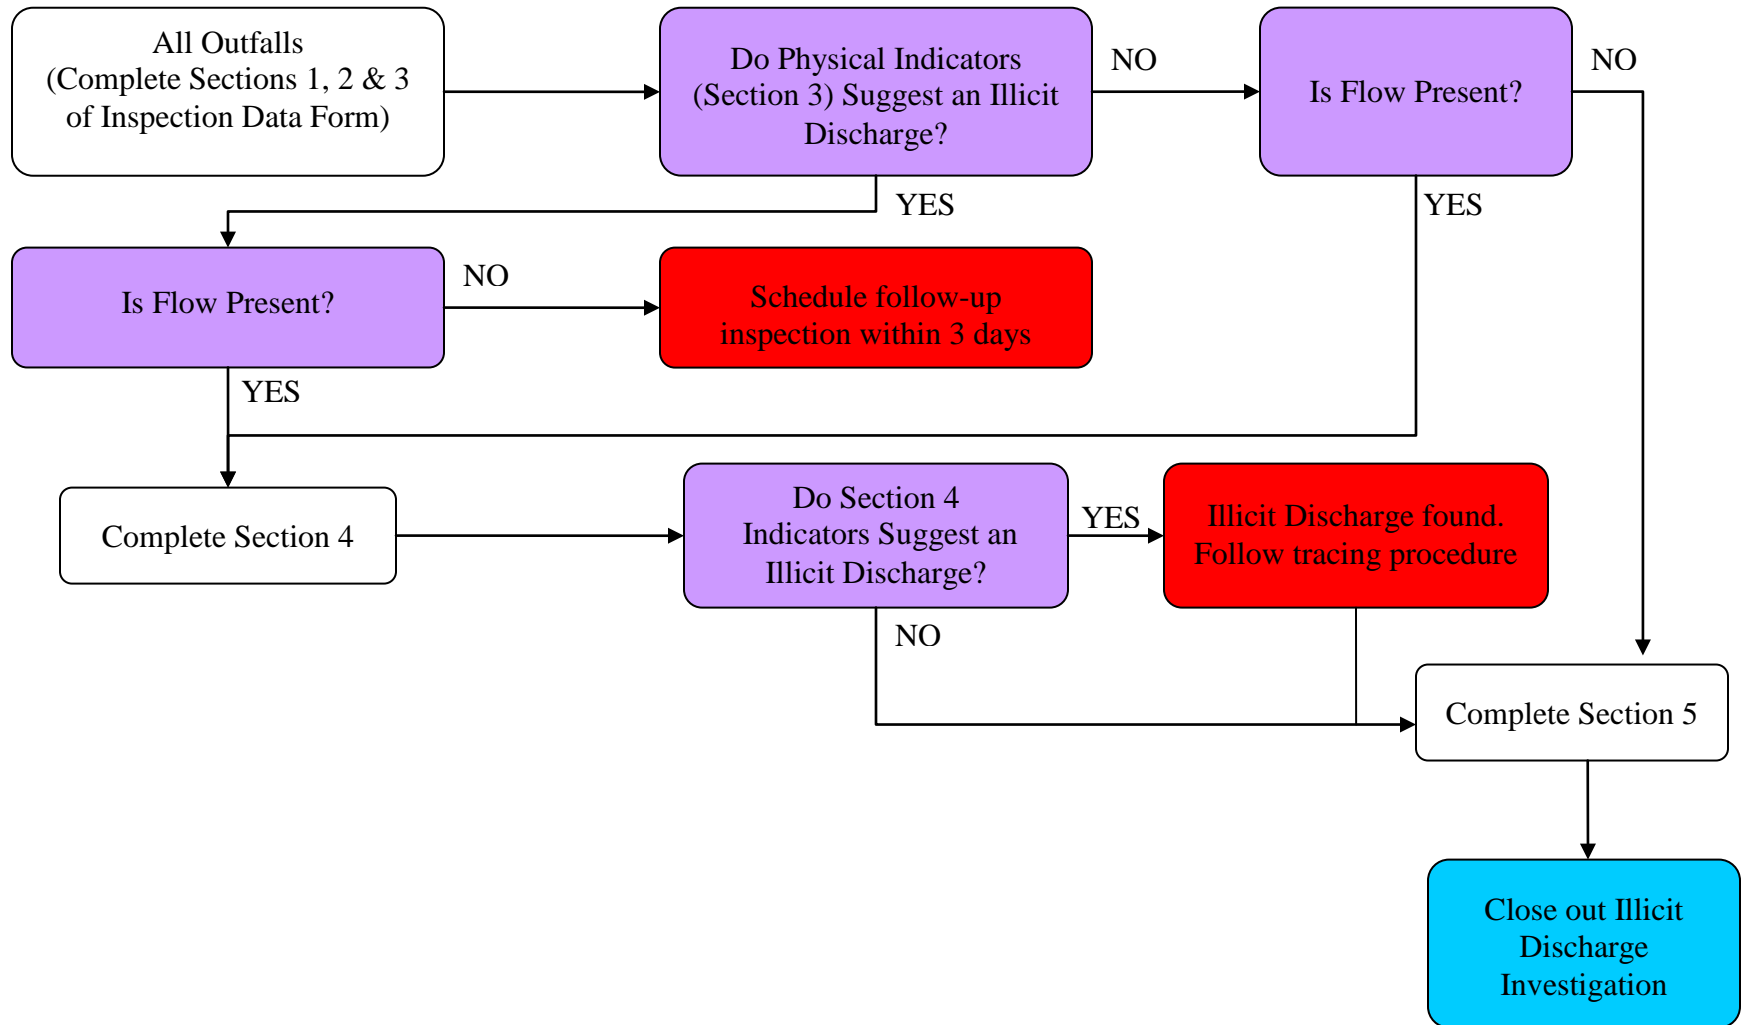 All Outfalls
(Complete Sections 1, 2 & 3
of Inspection Data Form)
Do Physical Indicators
(Section 3) Suggest an Illicit
Discharge?
NO
Is Flow Present?
NO
YES
YES
Is Flow Present?
NO
Schedule follow-up
inspection within 3 days
YES
Complete Section 4
Do Section 4
Indicators Suggest an
Illicit Discharge?
YES
Illicit Discharge found.
Follow tracing procedure
NO
Complete Section 5
Close out Illicit
Discharge
Investigation